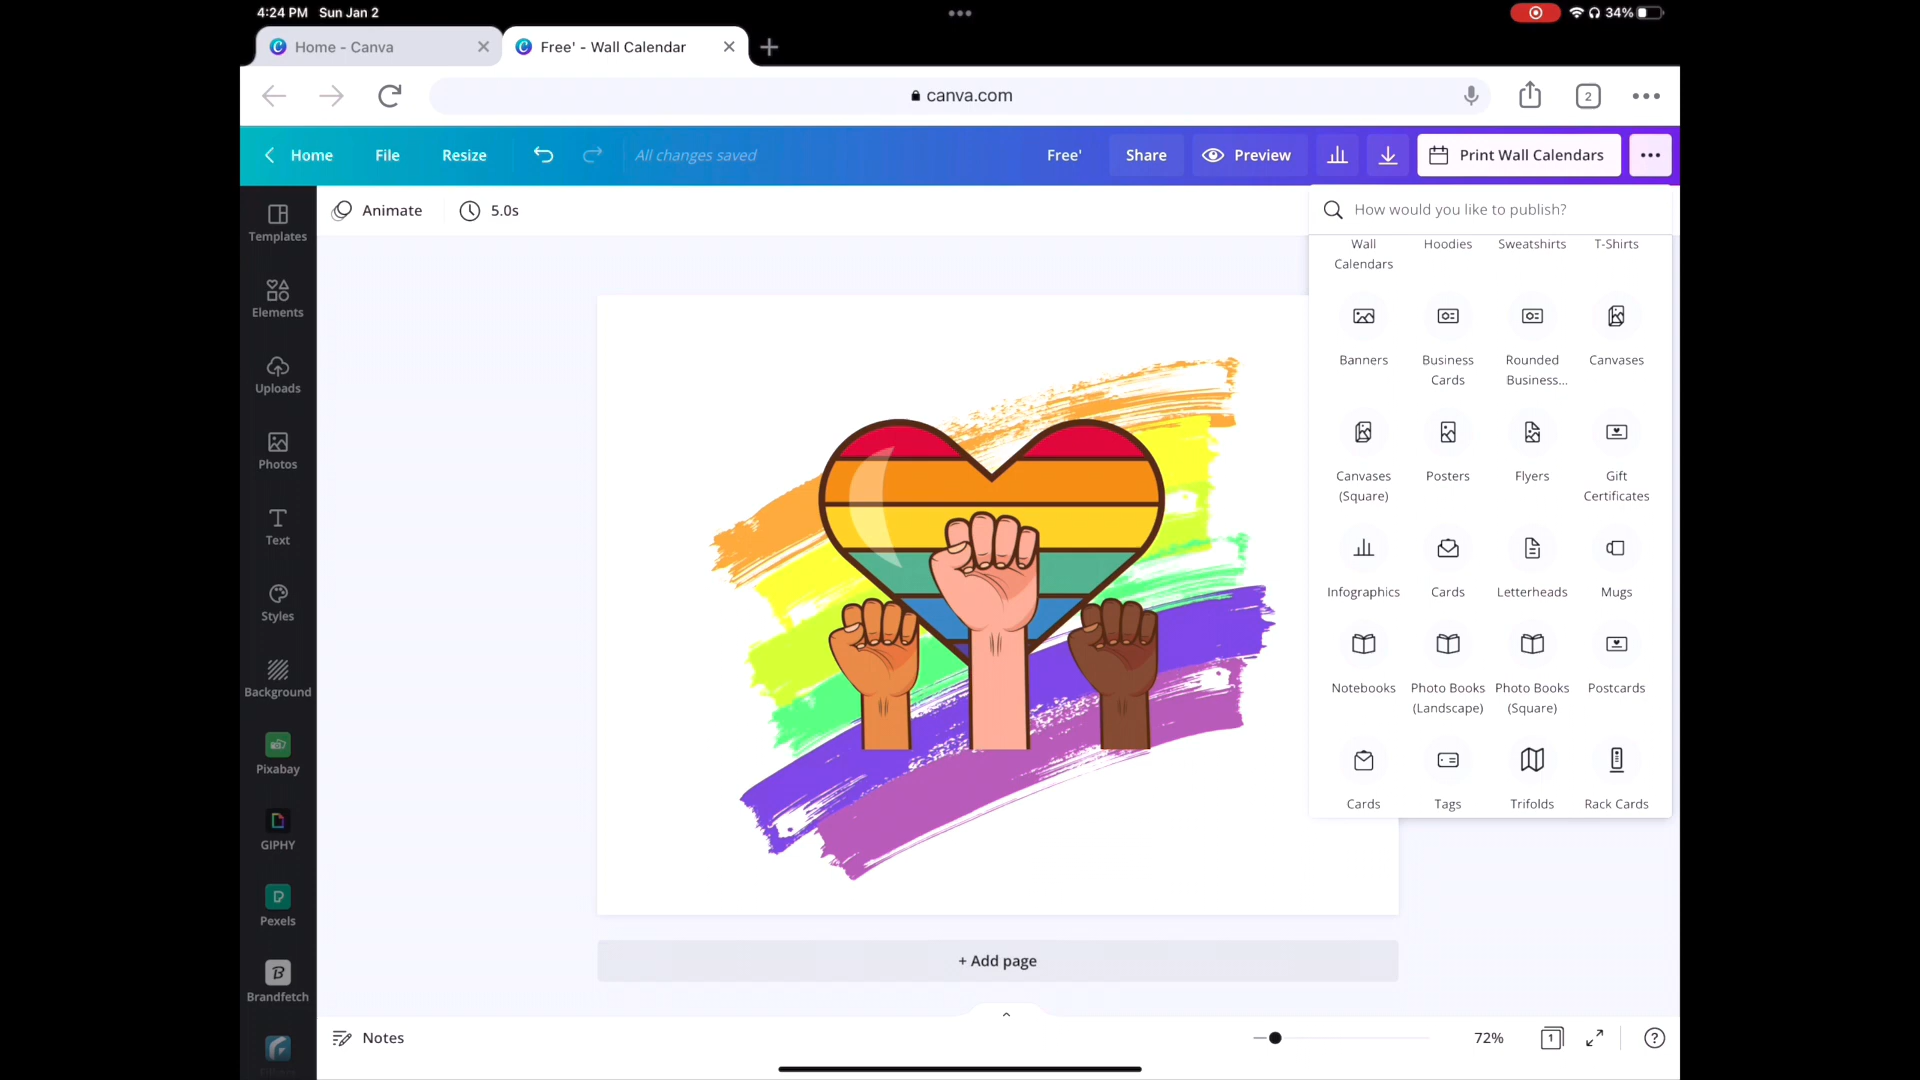 4:24 PM Sun Jan 2
34%
Home - Canva
Free' - Wall Calendar
canva.com
2
Home
File
Resize
All changes saved
Free'
Share
Preview
Print Wall Calendars
Animate
5.0s
How would you like to publish?
Templates
Elements
Uploads
Photos
Text
Styles
Background
Pixabay
GIPHY
Pexels
Brandfetch
Wall Calendars
Hoodies
Sweatshirts
T-Shirts
Banners
Business Cards
Rounded Business...
Canvases
Canvases (Square)
Posters
Flyers
Gift Certificates
Infographics
Cards
Letterheads
Mugs
Notebooks
Photo Books (Landscape)
Photo Books (Square)
Postcards
Cards
Tags
Trifolds
Rack Cards
+ Add page
Notes
72%
1
?